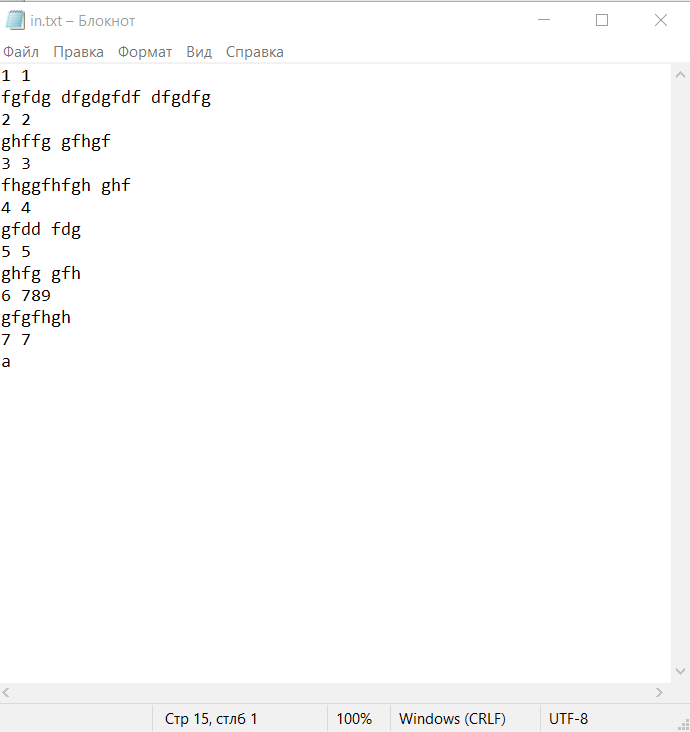 in.txt – Блокнот
Файл Правка Формат Вид Справка
1 1
fgfdg dfgdgfdf dfgdfg
2 2
ghffg gfhgf
3 3
fhggfhfgh ghf
4 4
gfdd fdg
5 5
ghfg gfh
6 789
gfgfhgh
7 7
a
Стр 15, стлб 1 100% Windows (CRLF) UTF-8